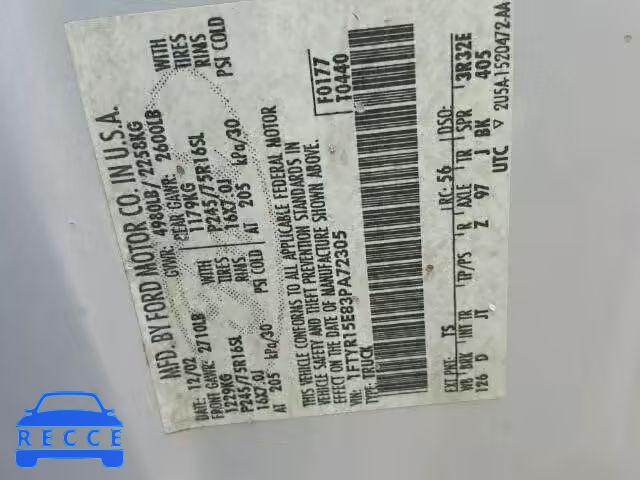 MFD. BY FORD MOTOR CO. IN U.S.A.
DATE: 12/02 GVWR: 4980LB/2258KG
FRONT GAWR: 2710LB REAR GAWR: 2600LB
1229KG WITH 1179KG WITH
P245/75R16SL TIRES P245/75R16SL TIRES
16X7.0J RIMS 16X7.0J RIMS
AT 205 kPa/30 PSI COLD AT 205 kPa/30 PSI COLD
THIS VEHICLE CONFORMS TO ALL APPLICABLE FEDERAL MOTOR
VEHICLE SAFETY AND THEFT PREVENTION STANDARDS IN
EFFECT ON THE DATE OF MANUFACTURE SHOWN ABOVE.
VIN: 1FTYR15E83PA72305 F0177
TYPE: TRUCK T0440
EXT PNT: TS RC: 56 DSO: 3R32E
WB BRK INT TR TP/PS R AXLE TR SPR 405
126 D JT Z 97 J BK
UTC ▽ 2U5A-1520472-AA
RECCE